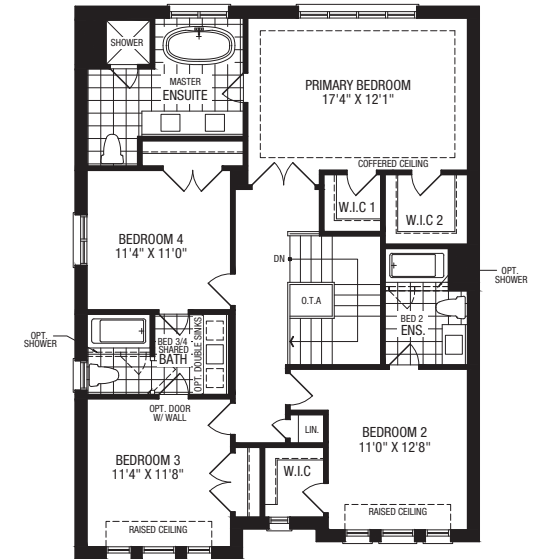 SHOWER
MASTER
ENSUITE
PRIMARY BEDROOM
17'4" X 12'1"
COFFERED CEILING
W.I.C 1
W.I.C 2
BEDROOM 4
11'4" X 11'0"
DN
O.T.A
OPT.
SHOWER
BED 2
ENS.
OPT.
SHOWER
BED 3/4
SHARED
BATH
OPT. DOUBLE SINKS
OPT. DOOR
W/ WALL
LIN.
BEDROOM 2
11'0" X 12'8"
BEDROOM 3
11'4" X 11'8"
W.I.C
RAISED CEILING
RAISED CEILING